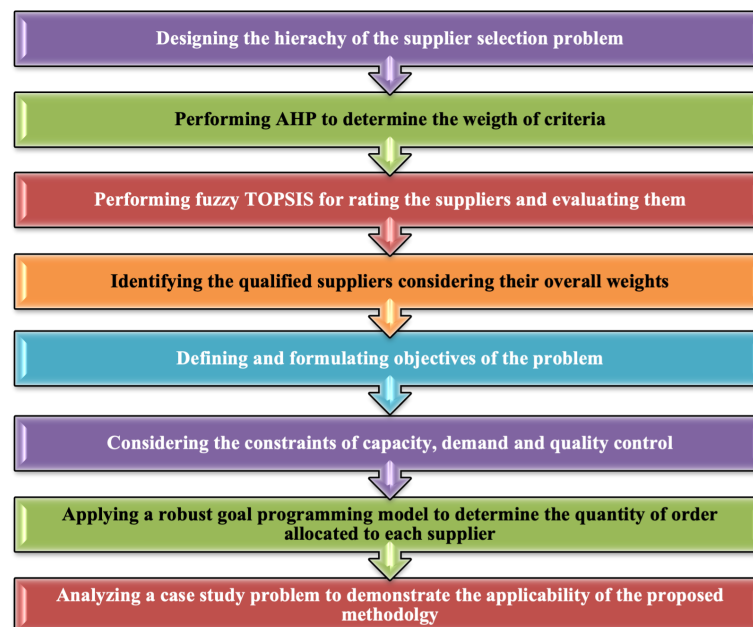 Designing the hierachy of the supplier selection problem
Performing AHP to determine the weigth of criteria
Performing fuzzy TOPSIS for rating the suppliers and evaluating them
Identifying the qualified suppliers considering their overall weights
Defining and formulating objectives of the problem
Considering the constraints of capacity, demand and quality control
Applying a robust goal programming model to determine the quantity of order
allocated to each supplier
Analyzing a case study problem to demonstrate the applicability of the proposed
methodolgy